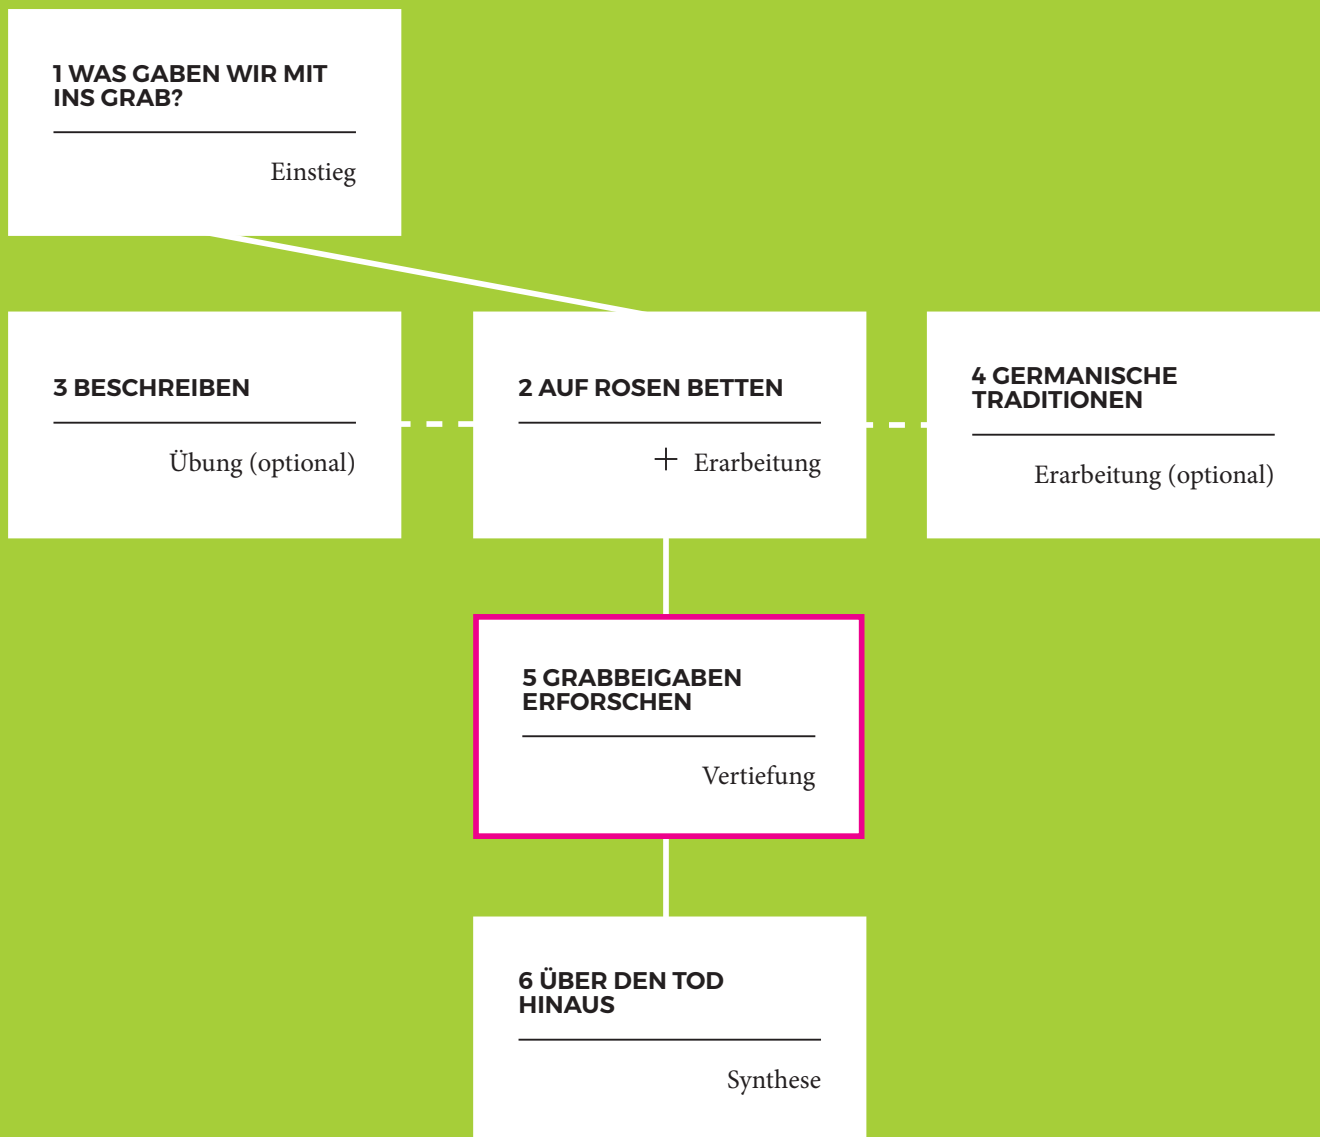 1 WAS GABEN WIR MIT
INS GRAB?
Einstieg
3 BESCHREIBEN
Übung (optional)
2 AUF ROSEN BETTEN
+ Erarbeitung
4 GERMANISCHE
TRADITIONEN
Erarbeitung (optional)
5 GRABBEIGABEN
ERFORSCHEN
Vertiefung
6 ÜBER DEN TOD
HINAUS
Synthese